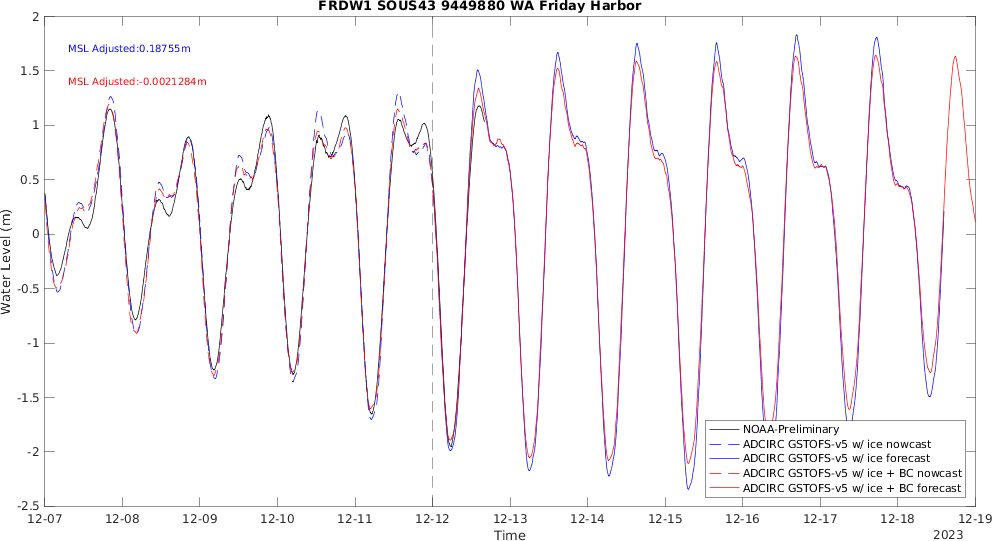 FRDW1 SOUS43 9449880 WA Friday Harbor
MSL Adjusted:0.18755m
MSL Adjusted:-0.0021284m
Water Level (m)
2
1.5
1
0.5
0
-0.5
-1
-1.5
-2
-2.5
NOAA-Preliminary
ADCIRC GSTOFS-v5 w/ ice nowcast
ADCIRC GSTOFS-v5 w/ ice forecast
ADCIRC GSTOFS-v5 w/ ice + BC nowcast
ADCIRC GSTOFS-v5 w/ ice + BC forecast
12-07 12-08 12-09 12-10 12-11 12-12 12-13 12-14 12-15 12-16 12-17 12-18 12-19
Time
2023